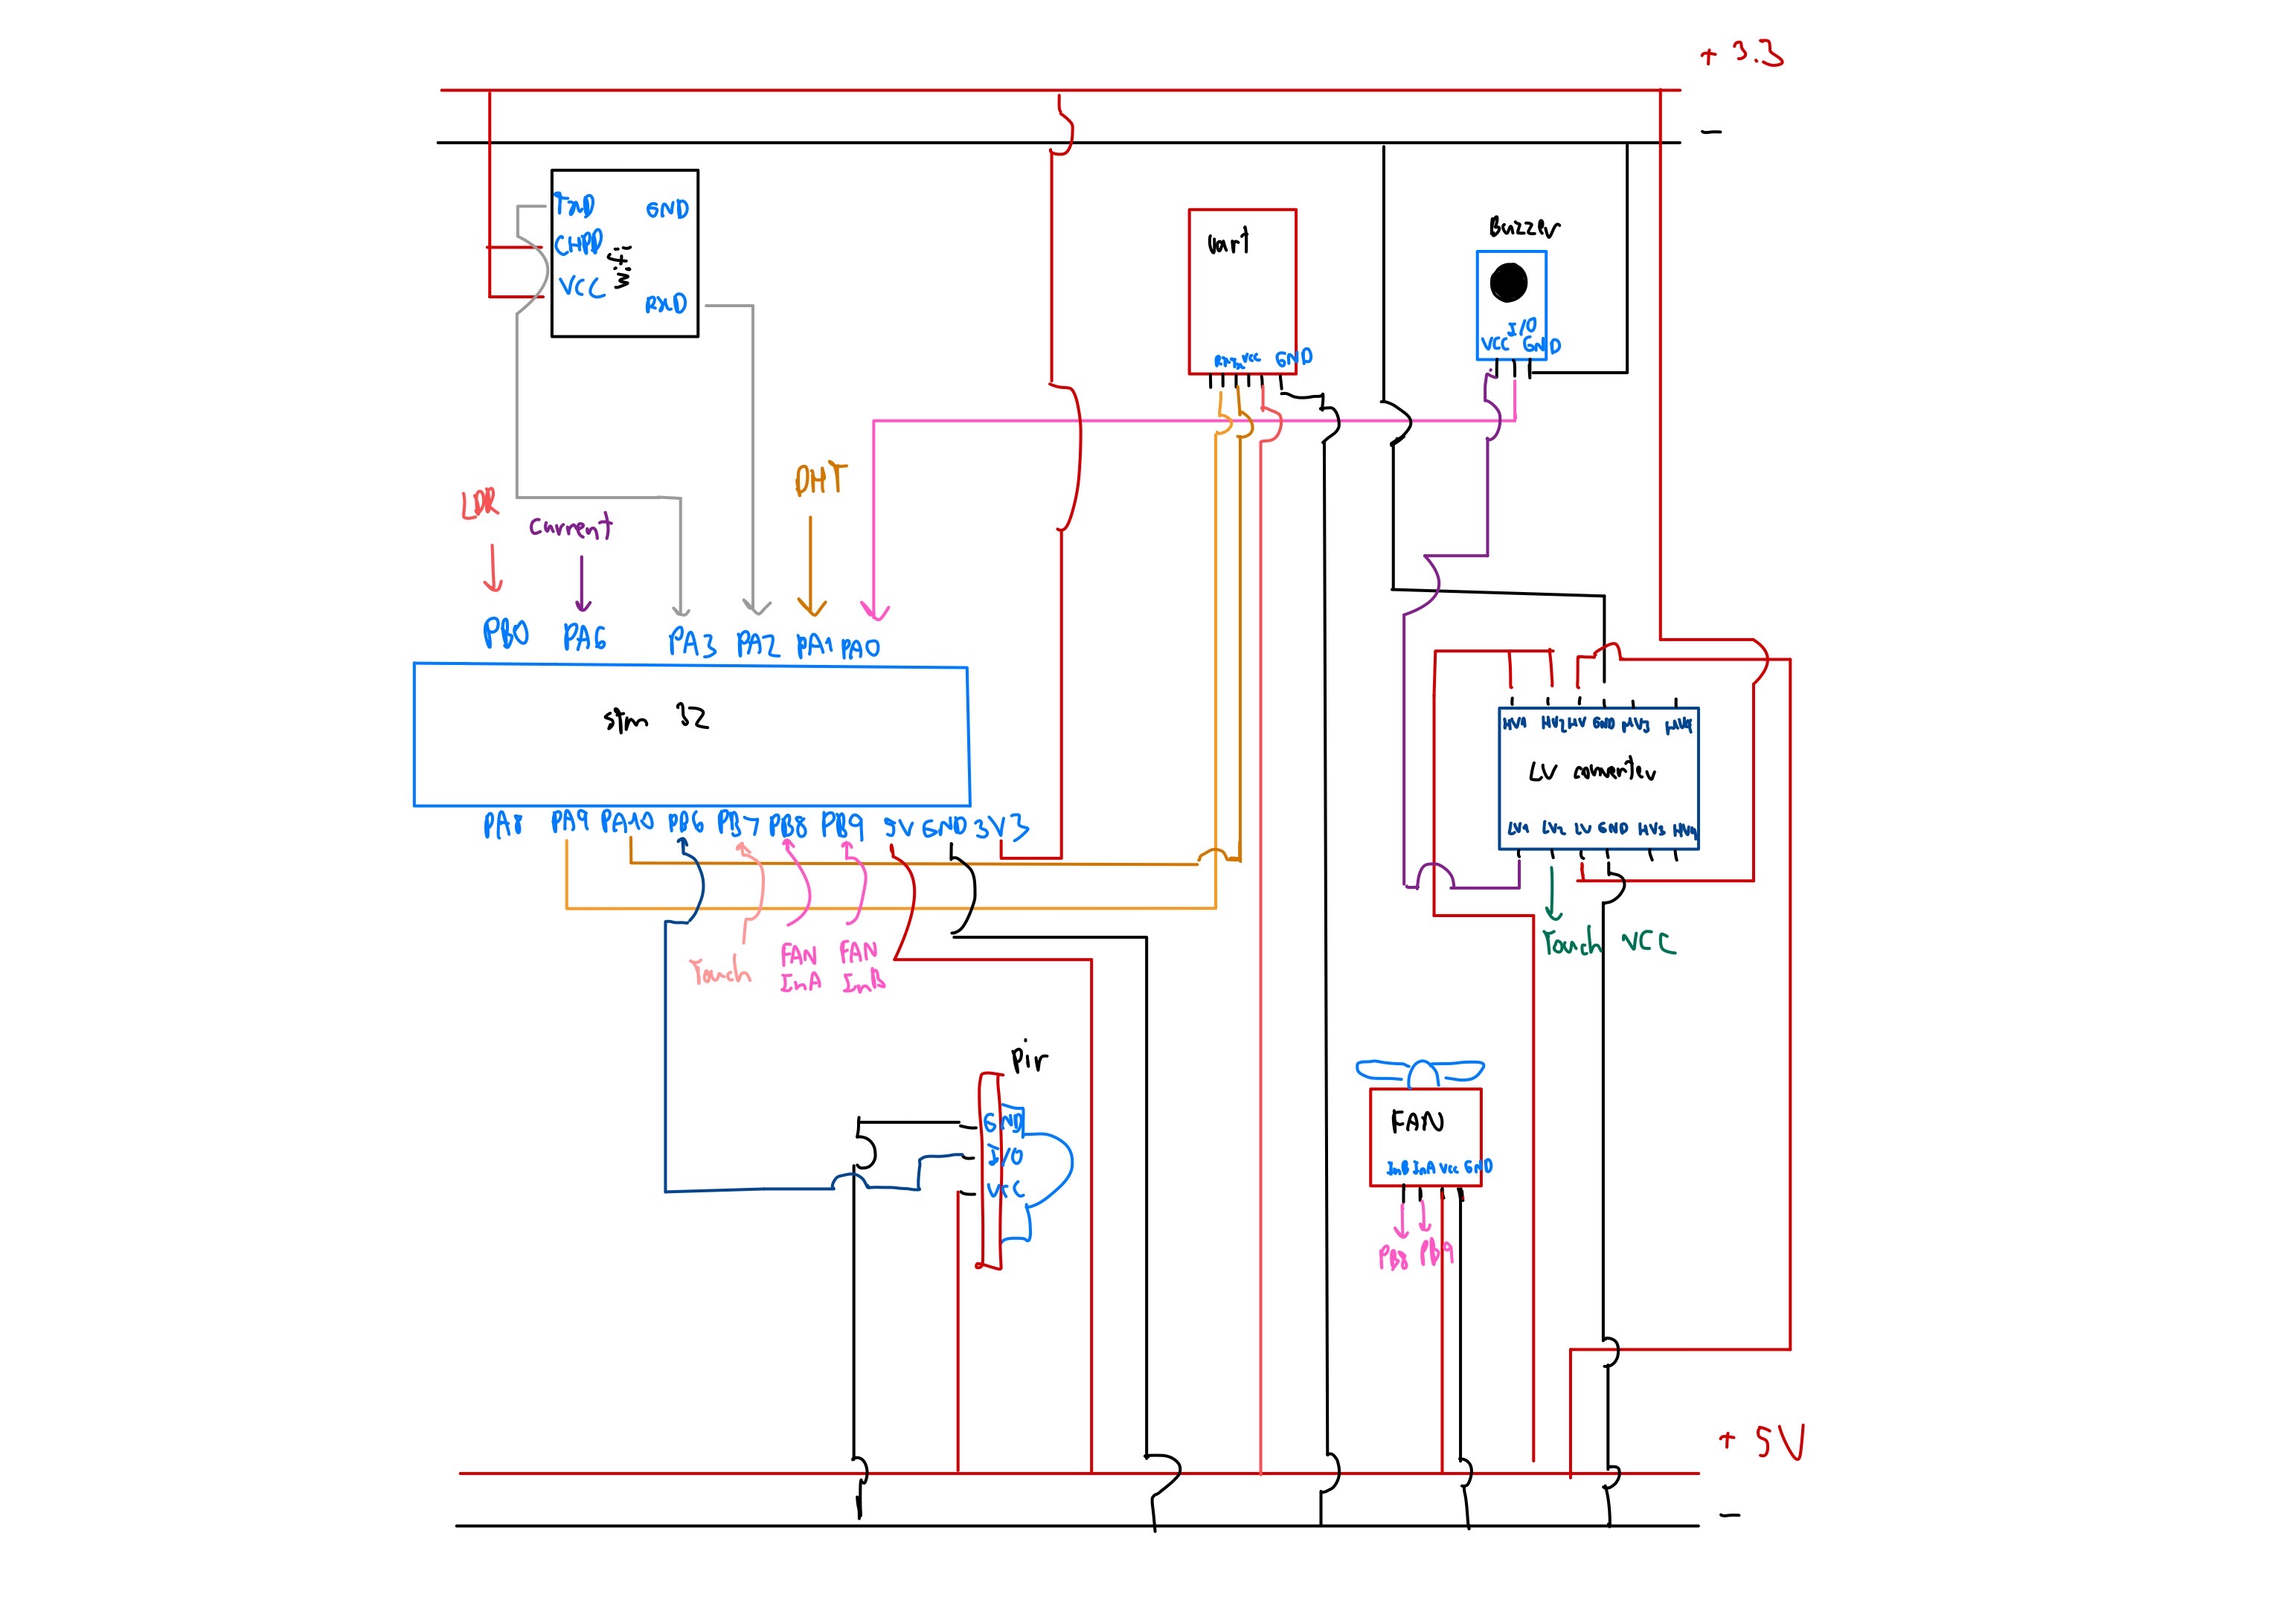 + 3.3
-
TxD
GND
CHPD
wifi
VCC
RXD
Uart
VCC GND
Buzzer
I/O
VCC GND
LDR
Current
DHT
PB0 PA6 PA3 PA2 PA1 PA0
stm 32
PA8 PA9 PA10 PB6 PB7 PB8 PB9 5V GND 3V3
HV1 HV2 HV GND HV3 HV4
LV converter
LV1 LV2 LV GND HV3 HV4
Touch VCC
Touch
FAN InA
FAN InB
Pir
GND
I/O
VCC
FAN
InB InA Vcc GND
PB8 PB9
+ 5V
-